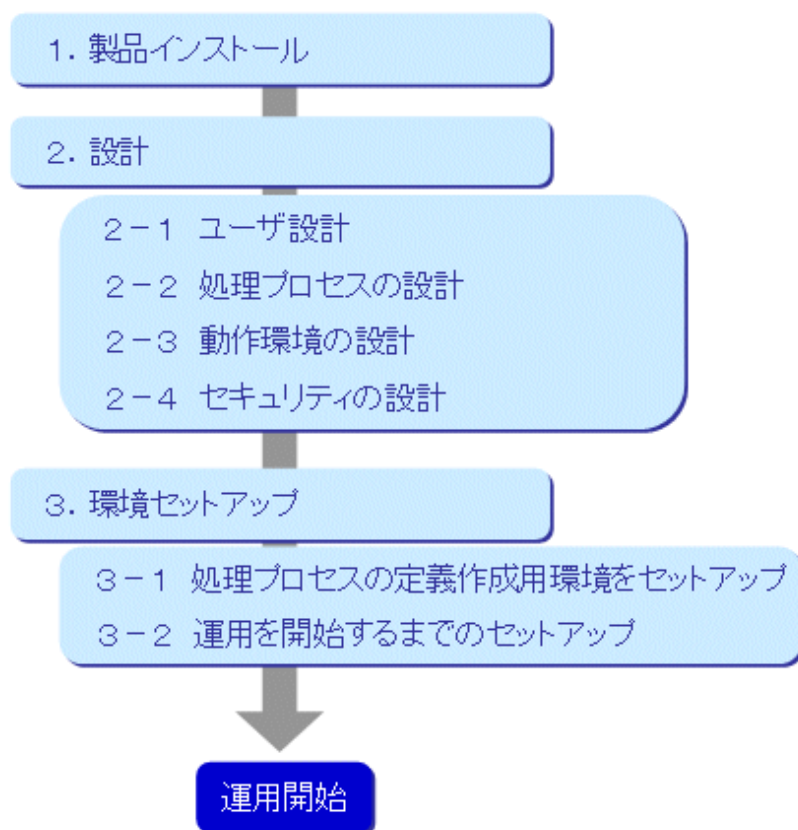 １．製品インストール
２．設計
２－１ ユーザ設計
２－２ 処理プロセスの設計
２－３ 動作環境の設計
２－４ セキュリティの設計
３．環境セットアップ
３－１ 処理プロセスの定義作成用環境をセットアップ
３－２ 運用を開始するまでのセットアップ
運用開始